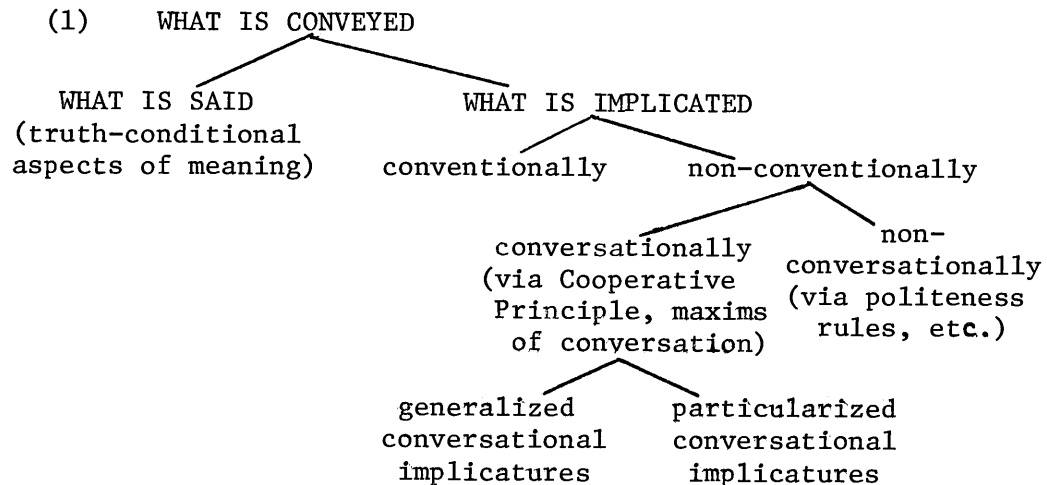 (1) WHAT IS CONVEYED
WHAT IS SAID
(truth-conditional
aspects of meaning)
WHAT IS IMPLICATED
conventionally
non-conventionally
conversationally
(via Cooperative
Principle, maxims
of conversation)
non-
conversationally
(via politeness
rules, etc.)
generalized
conversational
implicatures
particularized
conversational
implicatures